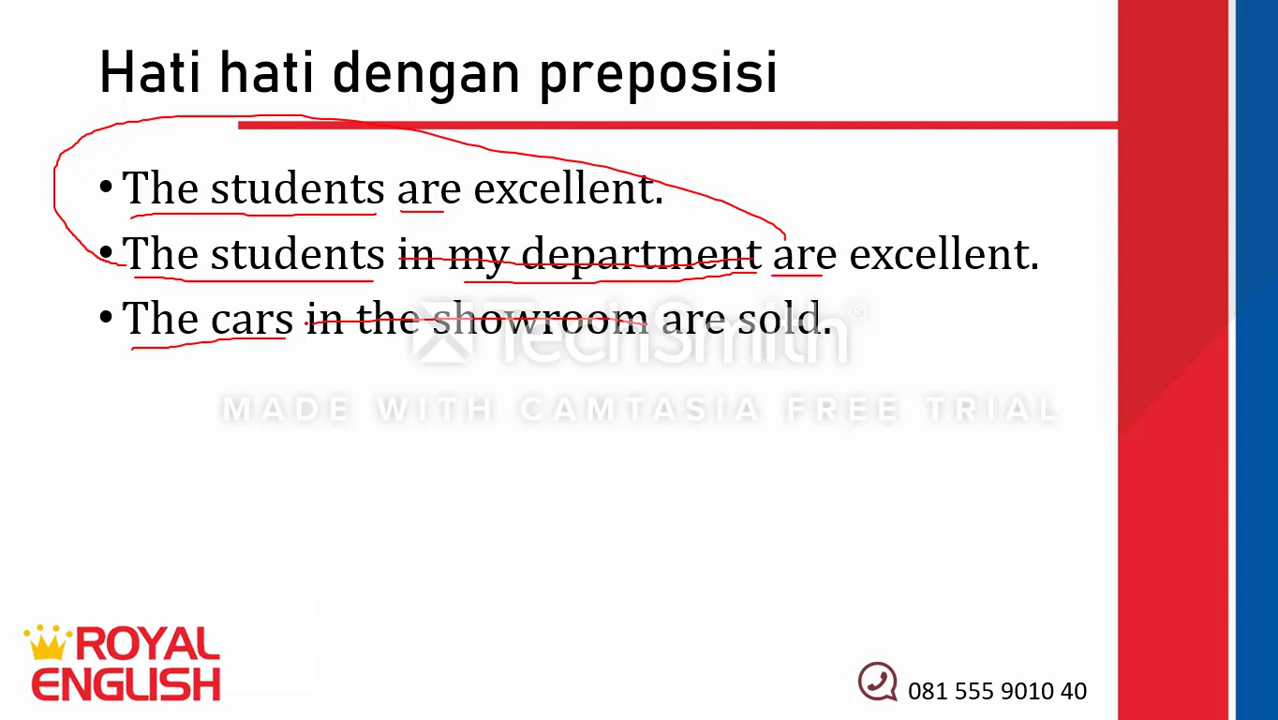 Hati hati dengan preposisi
• The students are excellent.
• The students in my department are excellent.
• The cars in the showroom are sold.
TechSmith®
MADE WITH CAMTASIA FREE TRIAL
ROYAL
ENGLISH
081 555 9010 40